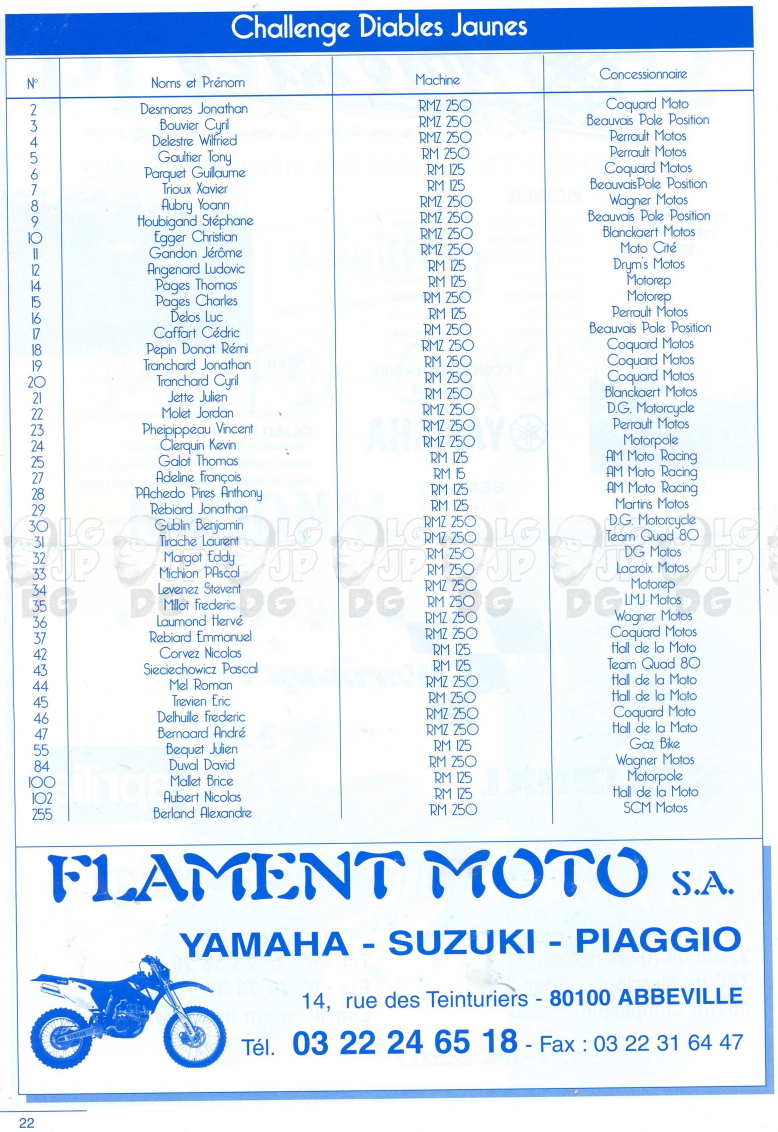 Challenge Diables Jaunes
N° Noms et Prénom Machine Concessionnaire
2 Desmares Jonathan RMZ 250 Coquard Moto
3 Bouvier Cyril RMZ 250 Beauvais Pole Position
4 Delestre Wilfried RMZ 250 Perrault Motos
5 Gaultier Tony RM 250 Perrault Motos
6 Parquet Guillaume RM 125 Coquard Motos
7 Trioux Xavier RM 125 BeauvaisPole Position
8 Aubry Yoann RMZ 250 Wagner Motos
9 Houbigand Stéphane RMZ 250 Beauvais Pole Position
10 Egger Christian RMZ 250 Blanckaert Motos
11 Gandon Jérôme RMZ 250 Moto Cité
12 Angenard Ludovic RM 125 Drym's Motos
14 Pages Thomas RM 125 Motorep
15 Pages Charles RM 250 Motorep
16 Delos Luc RM 125 Perrault Motos
17 Caffart Cédric RM 250 Beauvais Pole Position
18 Pepin Donat Rémi RMZ 250 Coquard Motos
19 Tranchard Jonathan RM 250 Coquard Motos
20 Tranchard Cyril RM 250 Coquard Motos
21 Jette Julien RM 250 Blanckaert Motos
22 Molet Jordan RMZ 250 D.G. Motorcycle
23 Pheipippeau Vincent RMZ 250 Perrault Motos
24 Clerquin Kevin RMZ 250 Motorpole
25 Galot Thomas RM 125 AM Moto Racing
27 Adeline François RM 15 AM Moto Racing
28 PAchedo Pires Anthony RM 125 AM Moto Racing
29 Rebiard Jonathan RM 125 Martins Motos
30 Gublin Benjamin RMZ 250 D.G. Motorcycle
31 Tirache Laurent RMZ 250 Team Quad 80
32 Margot Eddy RM 250 DG Motos
33 Michion PAscal RM 250 Lacroix Motos
34 Levenez Stevent RMZ 250 Motorep
35 Millot Frederic RM 250 LMJ Motos
36 Laumond Hervé RMZ 250 Wagner Motos
37 Rebiard Emmanuel RMZ 250 Coquard Motos
42 Corvez Nicolas RM 125 Hall de la Moto
43 Sieciechowicz Pascal RM 125 Team Quad 80
44 Mel Roman RMZ 250 Hall de la Moto
45 Trevien Eric RM 250 Hall de la Moto
46 Delhuille Frederic RMZ 250 Coquard Moto
47 Bernaard André RMZ 250 Hall de la Moto
55 Bequet Julien RM 125 Gaz Bike
84 Duval David RMZ 250 Wagner Motos
100 Mallet Brice RM 125 Motorpole
102 Aubert Nicolas RM 125 Hall de la Moto
255 Berland Alexandre RM 250 SCM Motos
FLAMENT MOTO S.A.
YAMAHA - SUZUKI - PIAGGIO
14, rue des Teinturiers - 80100 ABBEVILLE
Tél. 03 22 24 65 18 - Fax : 03 22 31 64 47
22